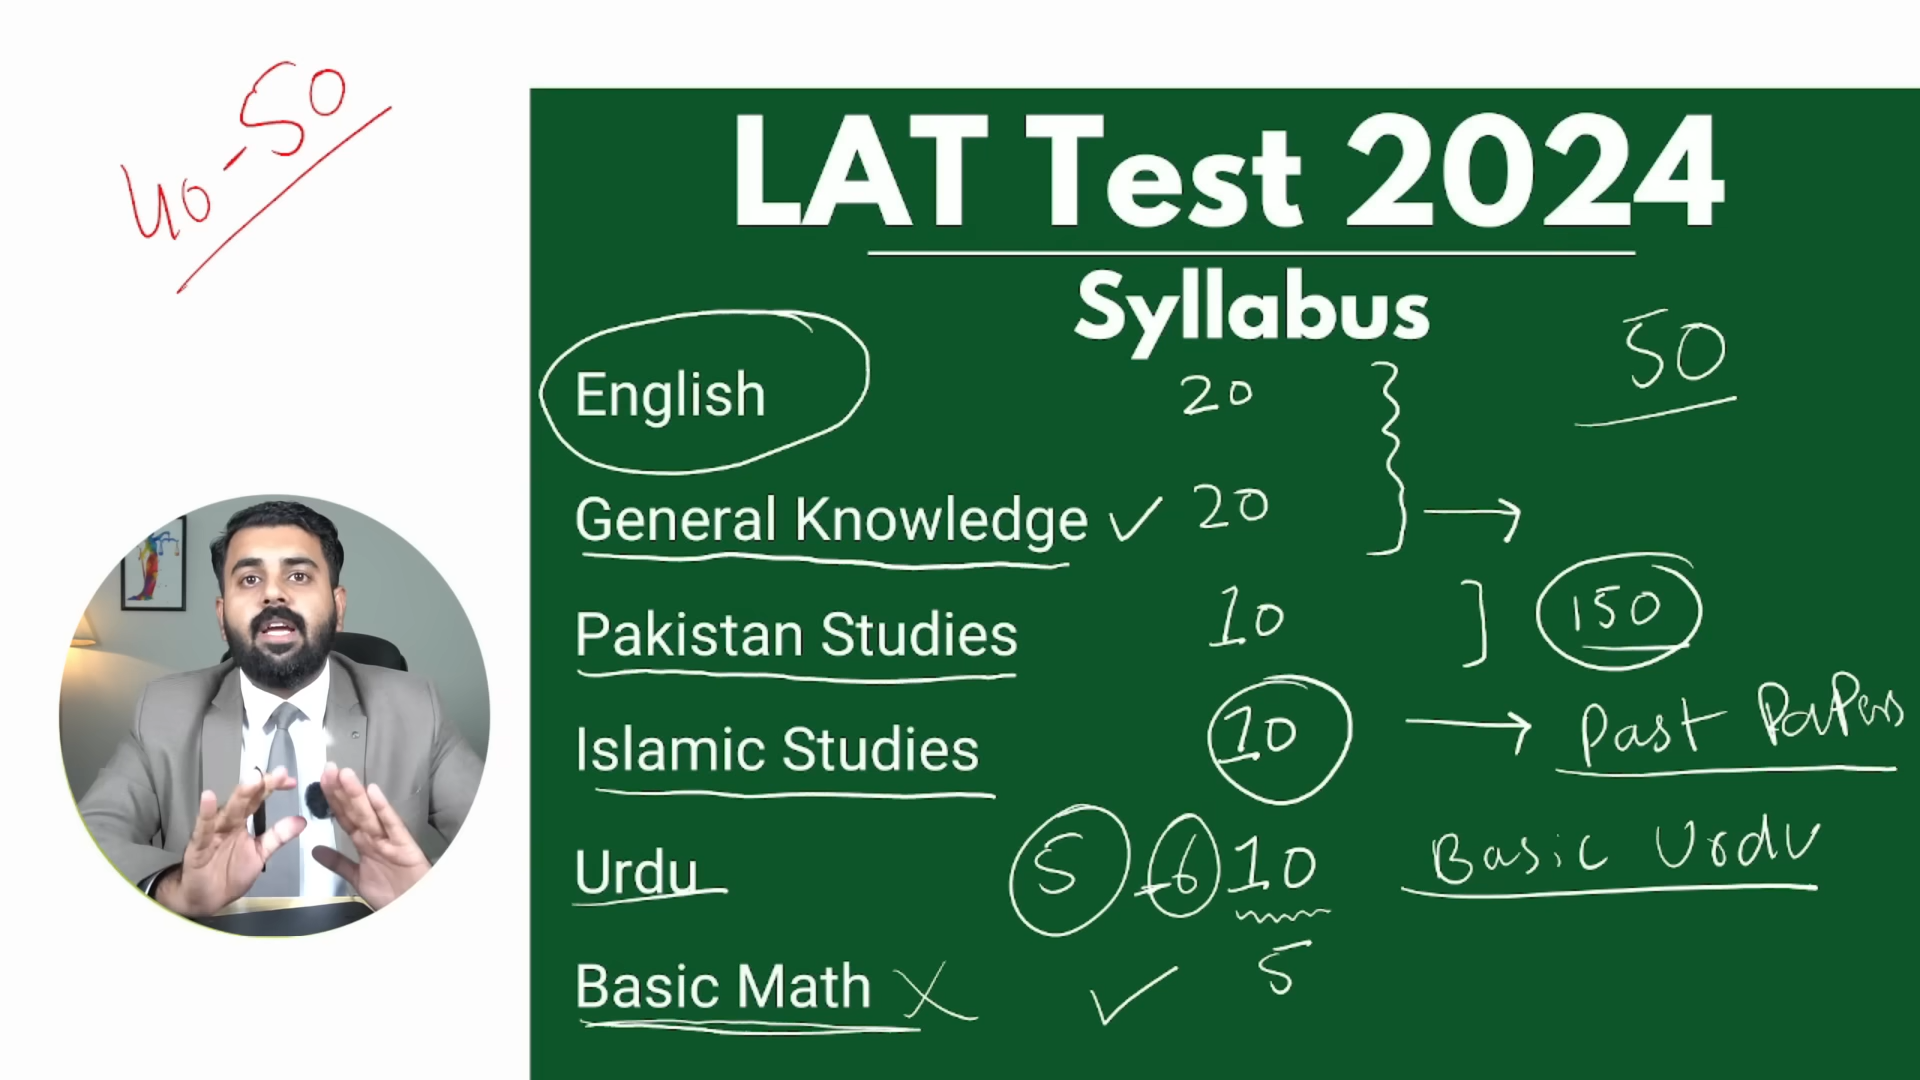 40-50
LAT Test 2024
Syllabus
50
English 20
General Knowledge ✓ 20 } →
Pakistan Studies 10 ] 150
Islamic Studies 10 → Past Papers
Urdu 5 - 6 10 Basic Urdu
Basic Math X ✓ 5